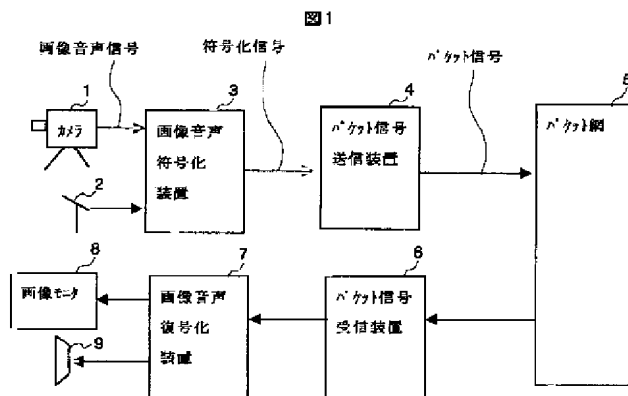 図1
画像音声信号
符号化信号
パケット信号
1
カメラ
2
3
画像音声
符号化
装置
4
パケット信号
送信装置
5
パケット網
8
画像モニタ
9
7
画像音声
復号化
装置
6
パケット信号
受信装置